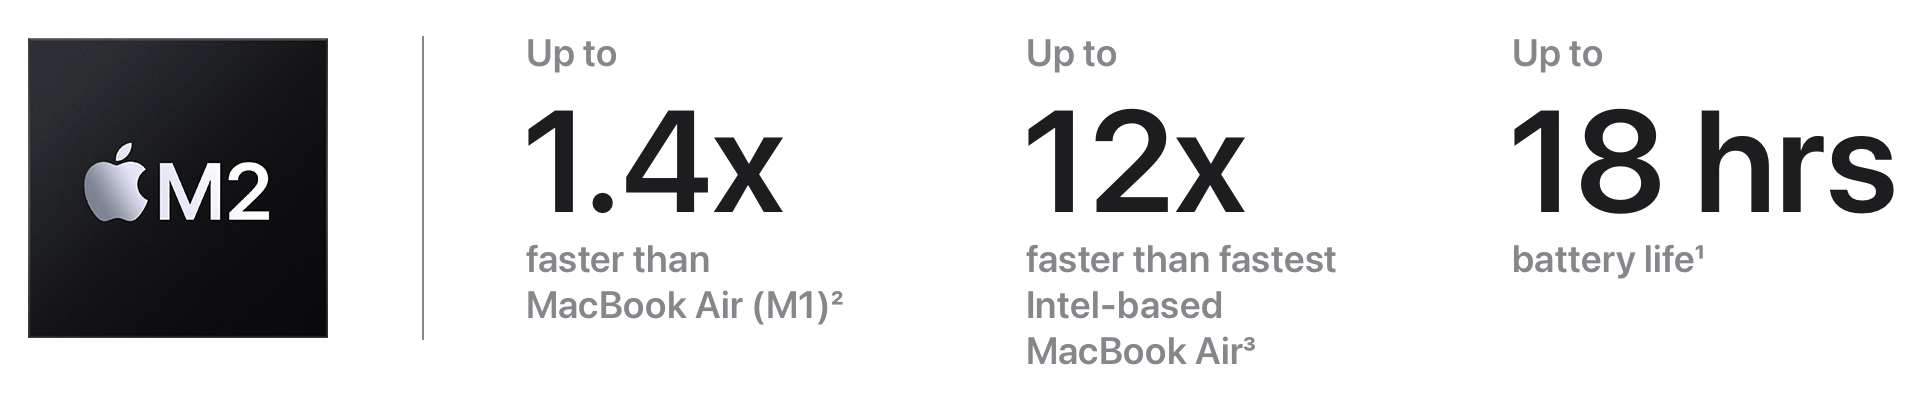 M2
Up to
1.4x
faster than
MacBook Air (M1)²
Up to
12x
faster than fastest
Intel-based
MacBook Air³
Up to
18 hrs
battery life¹